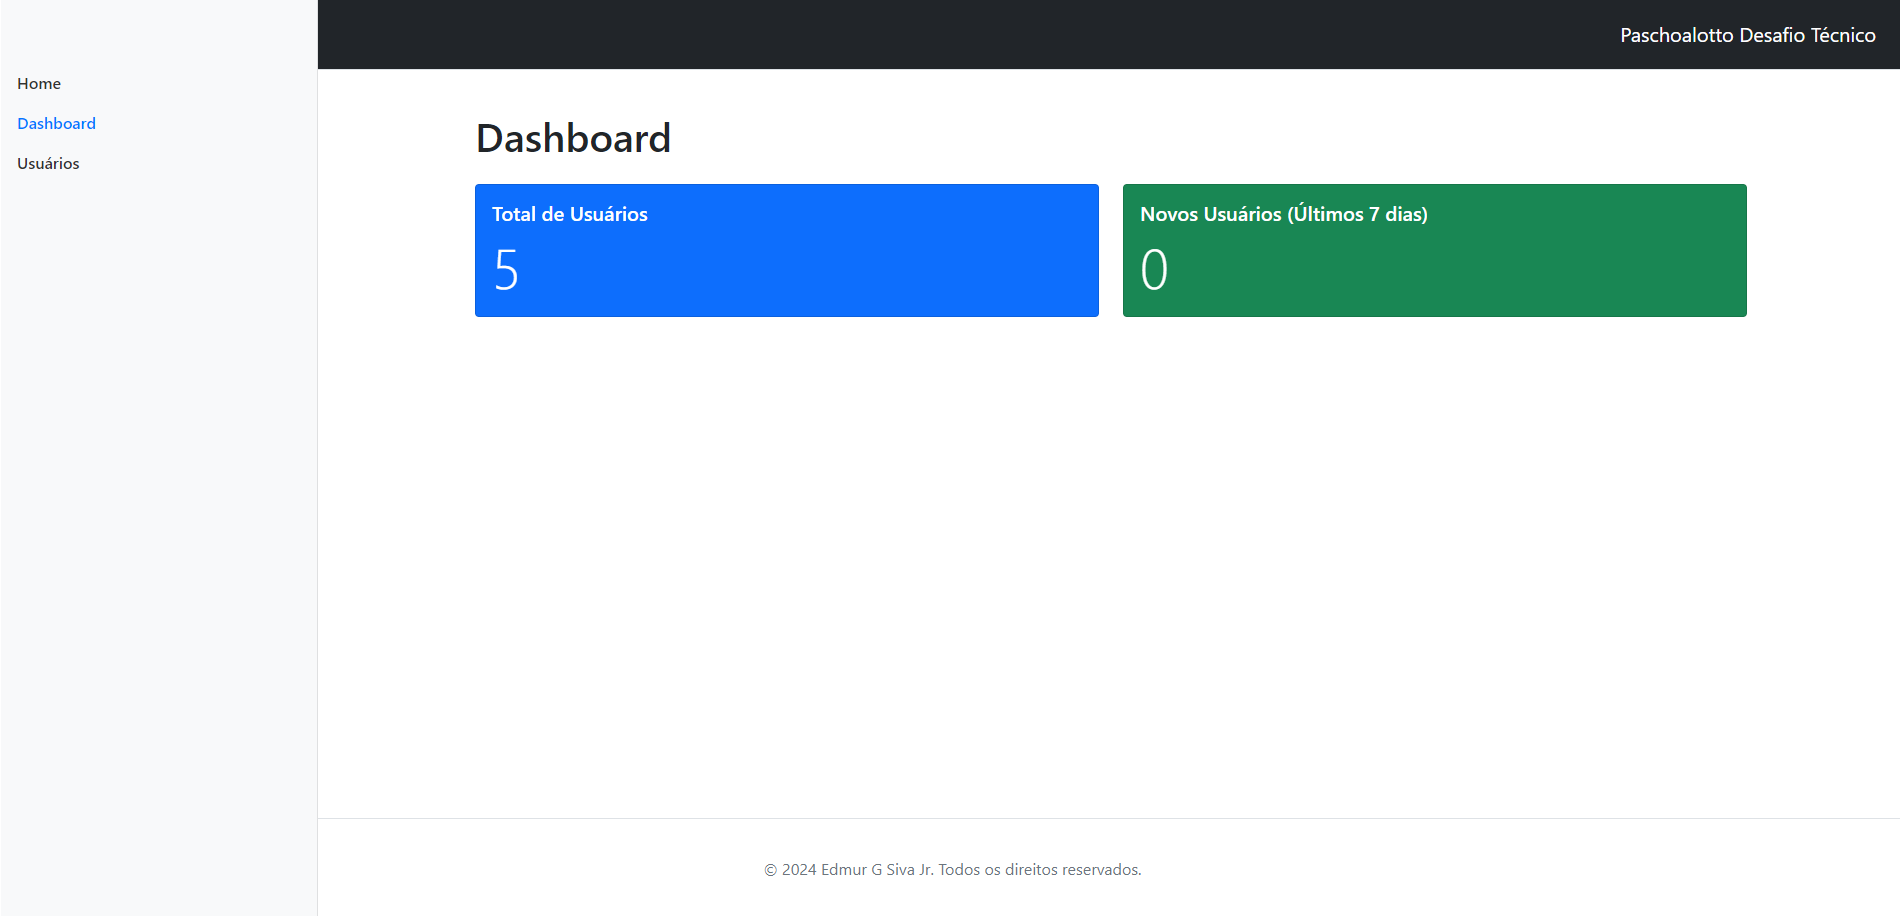 Paschoalotto Desafio Técnico
Home
Dashboard
Usuários
Dashboard
Total de Usuários
5
Novos Usuários (Últimos 7 dias)
0
© 2024 Edmur G Siva Jr. Todos os direitos reservados.